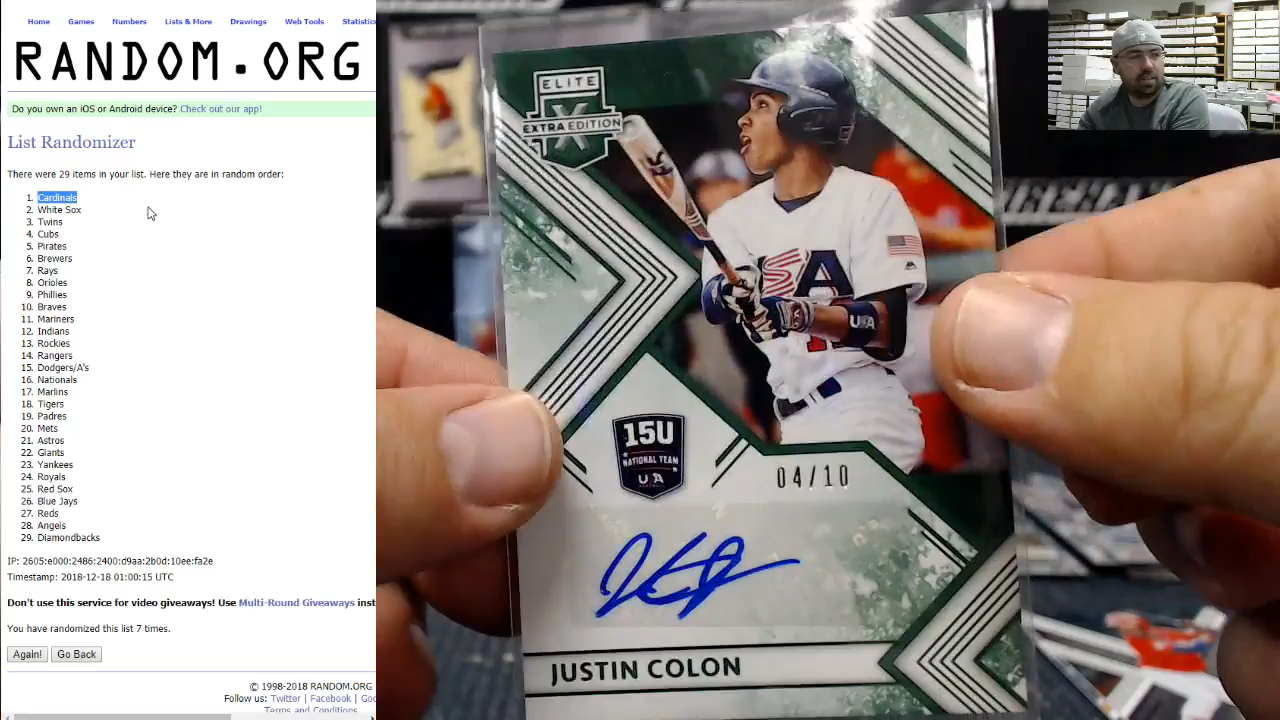 Home Games Numbers Lists & More Drawings Web Tools Statistics
RANDOM.ORG
Do you own an iOS or Android device? Check out our app!
List Randomizer
There were 29 items in your list. Here they are in random order:
1. Cardinals
2. White Sox
3. Twins
4. Cubs
5. Pirates
6. Brewers
7. Rays
8. Orioles
9. Phillies
10. Braves
11. Mariners
12. Indians
13. Rockies
14. Rangers
15. Dodgers/A's
16. Nationals
17. Marlins
18. Tigers
19. Padres
20. Mets
21. Astros
22. Giants
23. Yankees
24. Royals
25. Red Sox
26. Blue Jays
27. Reds
28. Angels
29. Diamondbacks
IP: 2605:e000:2486:2400:d9aa:2b0d:10ee:fa2e
Timestamp: 2018-12-18 01:00:15 UTC
Don't use this service for video giveaways! Use Multi-Round Giveaways inst
You have randomized this list 7 times.
Again! Go Back
© 1998-2018 RANDOM.ORG
Follow us: Twitter | Facebook | Goo
Terms and Conditions
ELITE
X
EXTRA EDITION
USA
UA
15U
NATIONAL TEAM
USA
BASEBALL
04/10
JUSTIN COLON